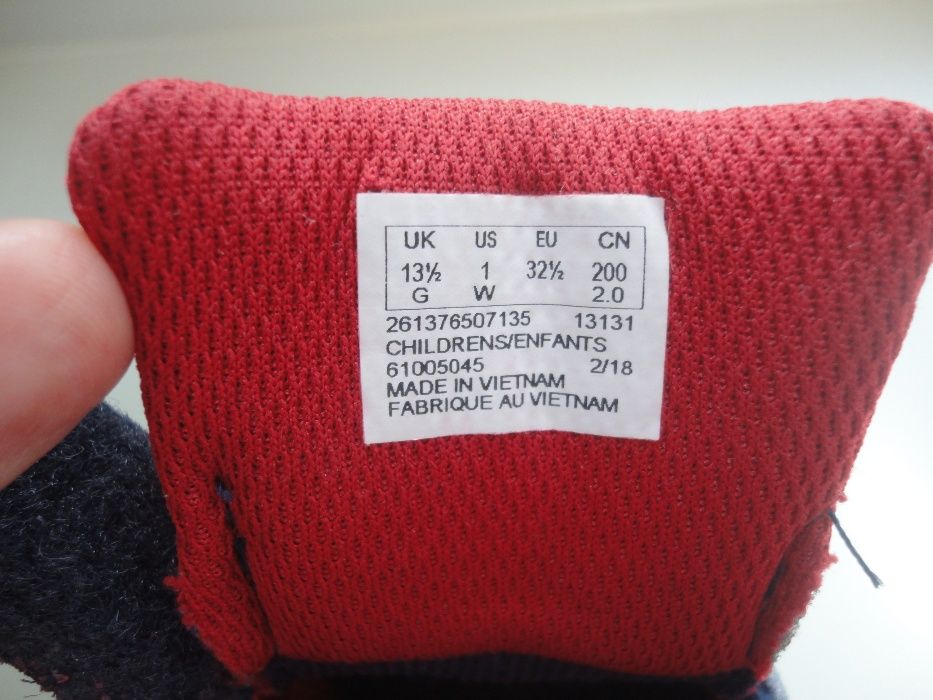 UK US EU CN
13½ 1 32½ 200
G W 2.0
261376507135 13131
CHILDRENS/ENFANTS
61005045 2/18
MADE IN VIETNAM
FABRIQUE AU VIETNAM